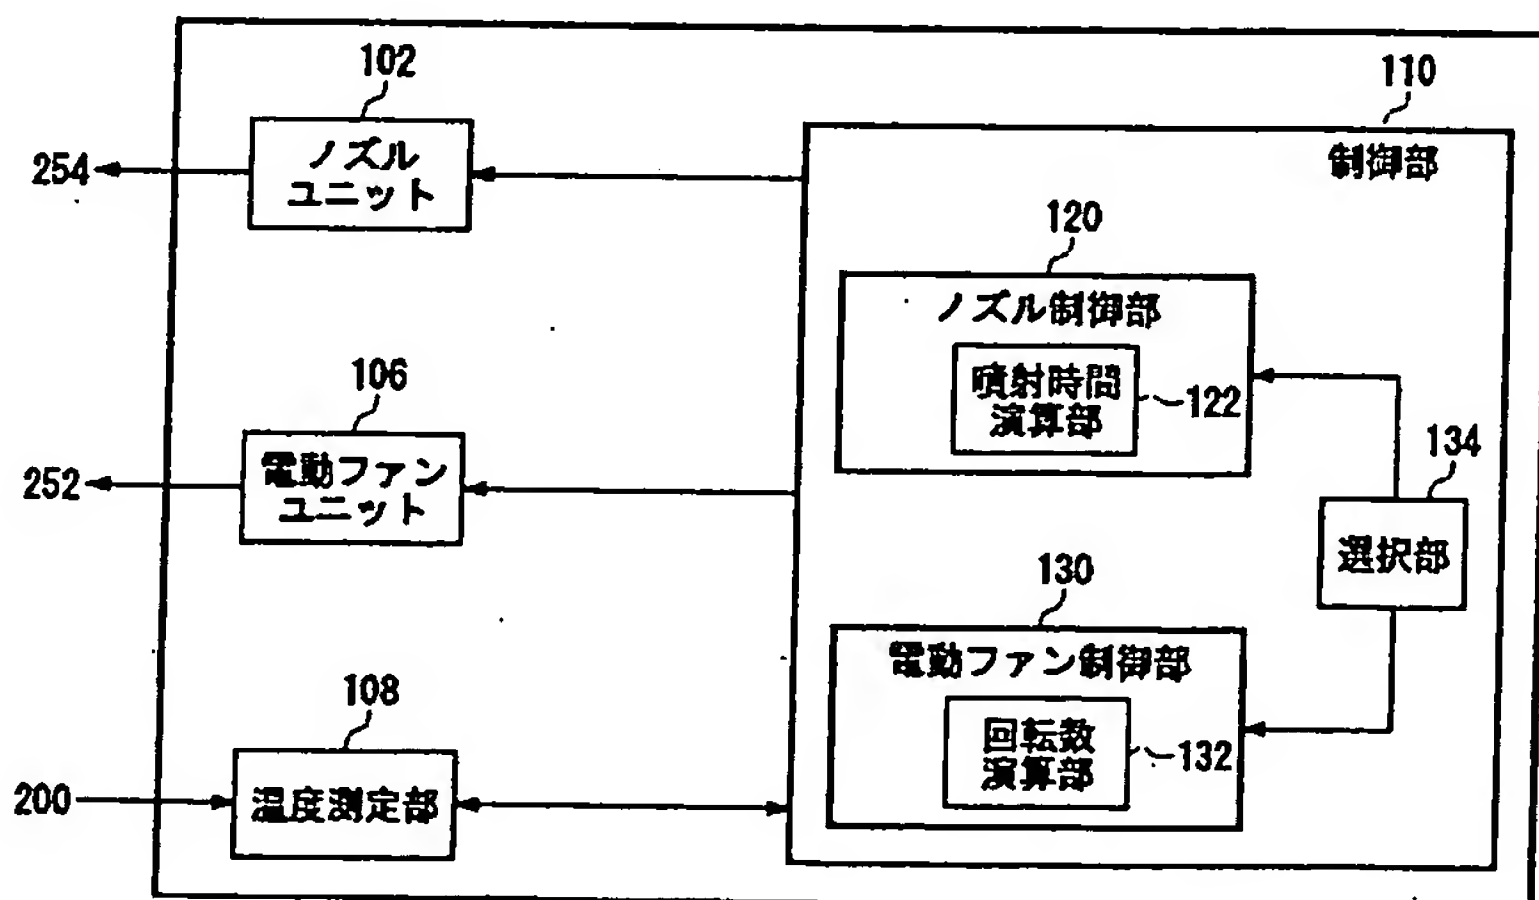 102
110
254
ノズル
ユニット
制御部
120
ノズル制御部
噴射時間
演算部
122
106
134
252
電動ファン
ユニット
選択部
130
電動ファン制御部
回転数
演算部
132
108
200
温度測定部